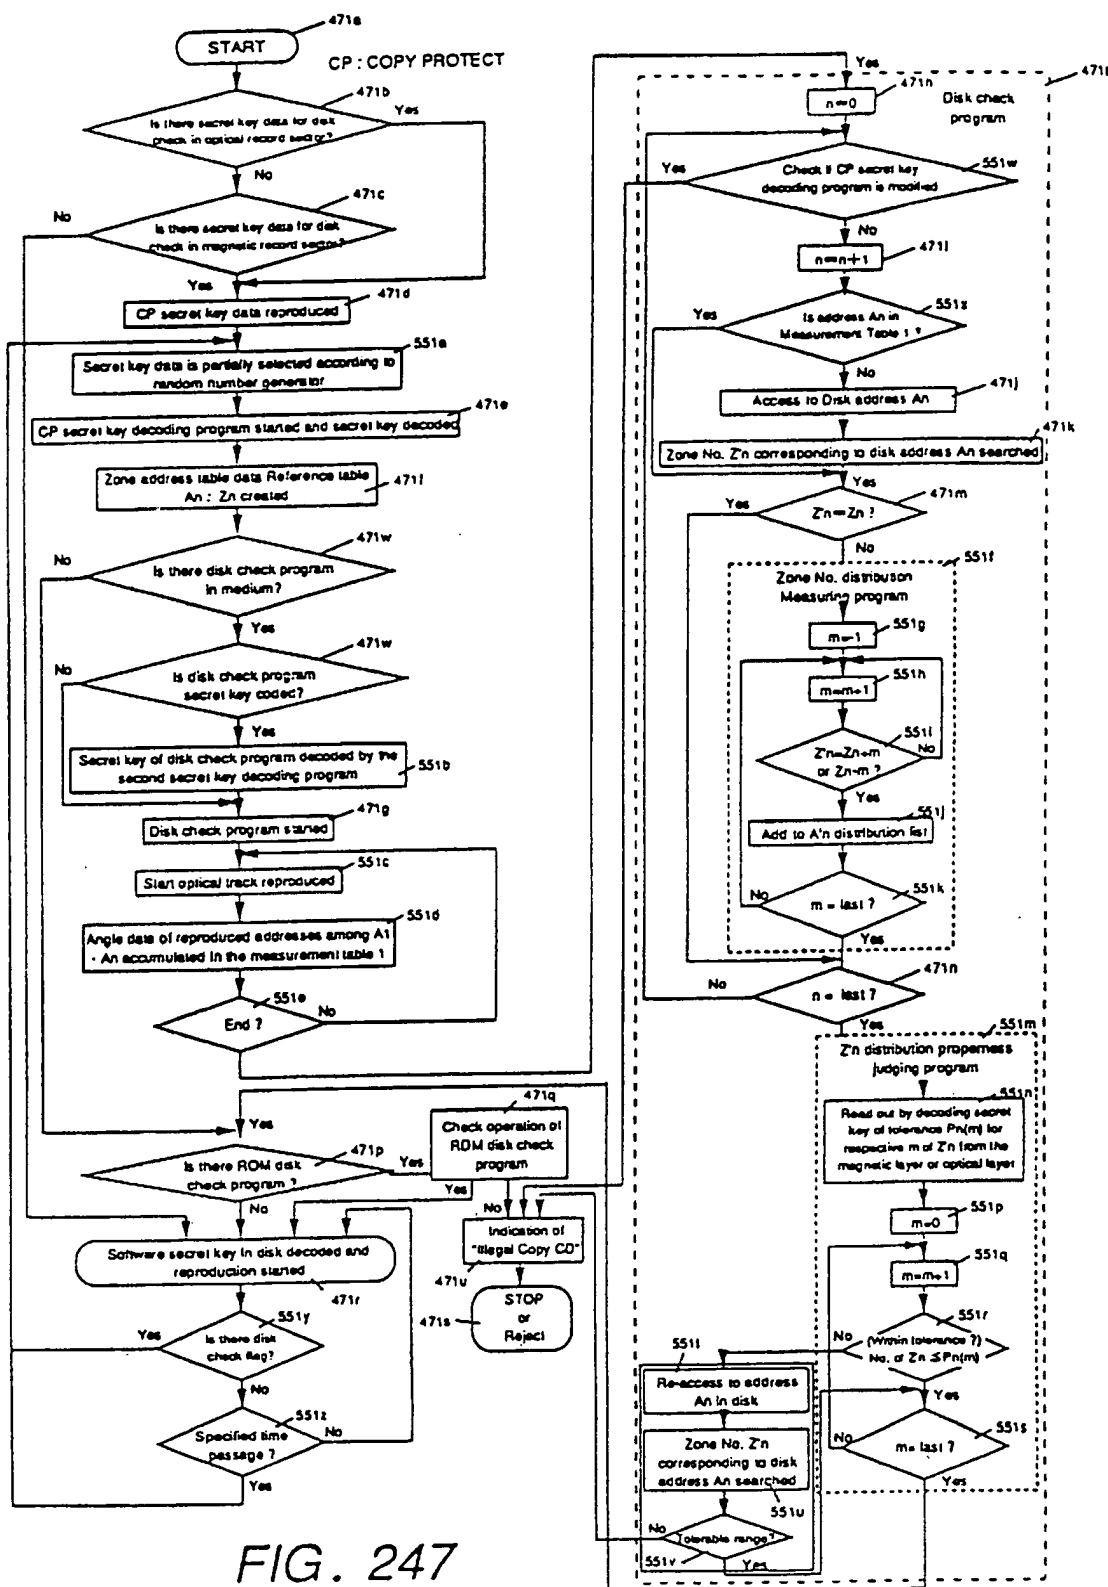 471a
START
CP : COPY PROTECT
471b
Is there secret key data for disk
check in optical record sector?
Yes
No
471c
Is there secret key data for disk
check in magnetic record sector?
No
Yes
471d
CP secret key data reproduced
551a
Secret key data is partially selected according to
random number generator
471e
CP secret key decoding program started and secret key decoded
Zone address table data Reference table
An : Zn created
471f
471w
No
Is there disk check program
in medium?
Yes
471w
No
Is disk check program
secret key coded?
Yes
Secret key of disk check program decoded by the
second secret key decoding program
551b
471g
Disk check program started
551c
Start optical track reproduced
551d
Angle data of reproduced addresses among A1
- An accumulated in the measurement table 1
551e
End ?
No
Yes
471p
Is there ROM disk
check program ?
Yes
No
471q
Check operation of
ROM disk check
program
Yes
No
Indication of
"Illegal Copy CD"
471u
STOP
or
Reject
471s
Software secret key in disk decoded and
reproduction started
471r
551y
Yes
Is there disk
check flag?
No
551z
Specified time
passage ?
No
Yes
Yes
471h
n=0
Disk check
program
471t
551w
Yes
Check if CP secret key
decoding program is modified
No
471i
n=n+1
551x
Yes
Is address An in
Measurement Table 1 ?
No
471j
Access to Disk address An
471k
Zone No. Z'n corresponding to disk address An searched
Yes
471m
Yes
Z'n=Zn ?
No
551f
Zone No. distribution
Measuring program
551g
m=-1
551h
m=m+1
551i
Z'n=Zn+m
or Zn-m ?
No
Yes
551j
Add to A'n distribution list
551k
No
m = last ?
Yes
471n
No
n = last ?
Yes
551m
Z'n distribution properness
judging program
551n
Read out by decoding secret
key of tolerance Pn(m) for
respective m of Z'n from the
magnetic layer or optical layer
551p
m=0
551q
m=m+1
551r
No
(Within tolerance ?)
No. of Zn ≤Pn(m)
Yes
551s
No
m= last ?
Yes
551t
Re-access to address
An in disk
Zone No. Z'n
corresponding to disk
address An searched
551u
No
Tolerable range?
551v
Yes
FIG. 247